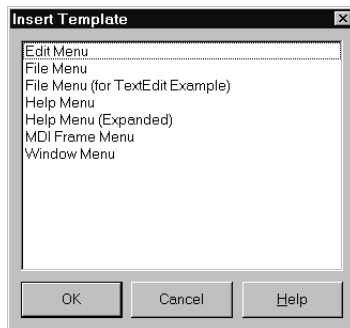 Insert Template
Edit Menu
File Menu
File Menu (for TextEdit Example)
Help Menu
Help Menu (Expanded)
MDI Frame Menu
Window Menu
OK Cancel Help